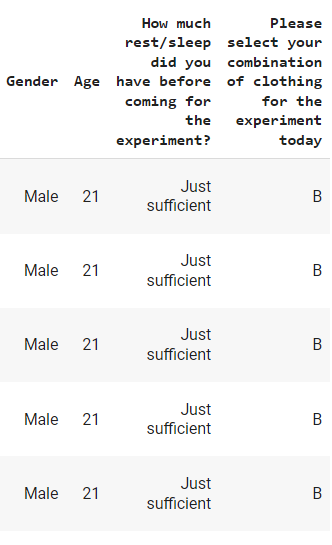 Gender Age How much rest/sleep did you have before coming for the experiment? Please select your combination of clothing for the experiment today
Male 21 Just sufficient B
Male 21 Just sufficient B
Male 21 Just sufficient B
Male 21 Just sufficient B
Male 21 Just sufficient B